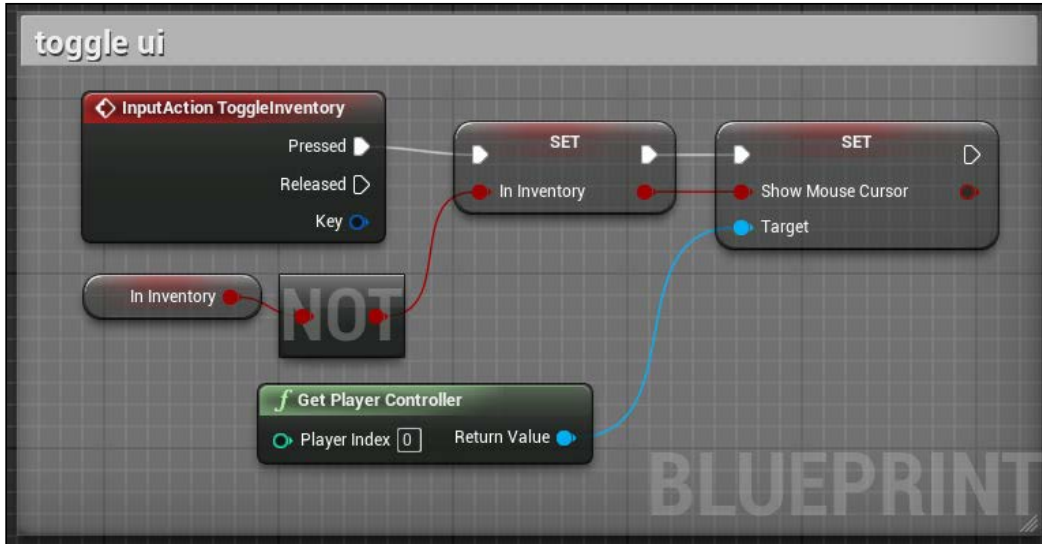 toggle ui
InputAction ToggleInventory
Pressed
Released
Key
SET
In Inventory
SET
Show Mouse Cursor
Target
In Inventory
NOT
f Get Player Controller
Player Index 0 Return Value
BLUEPRINT